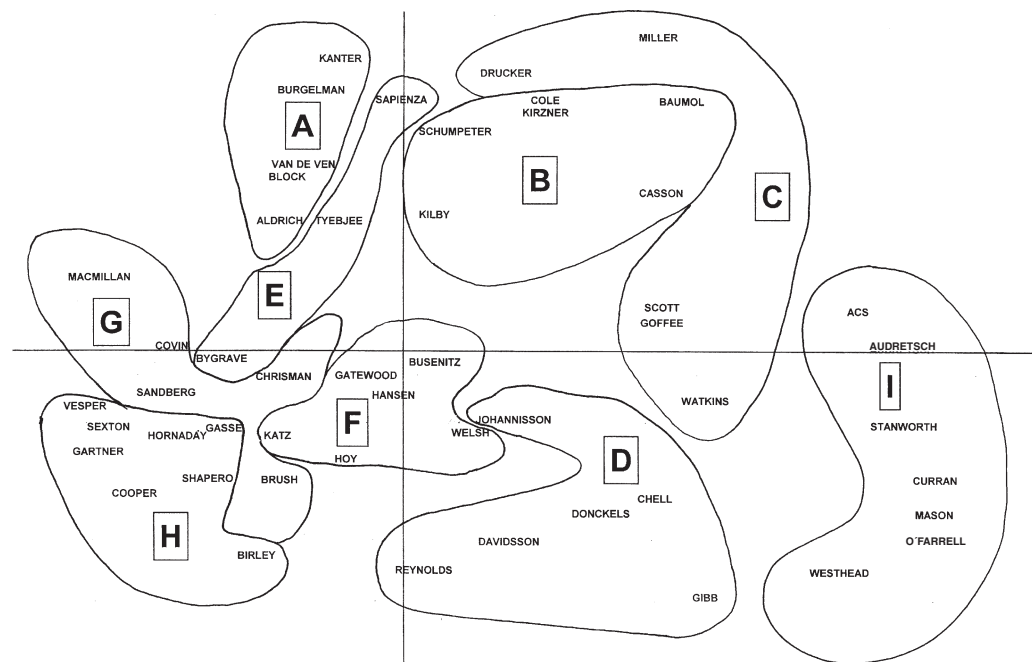 MILLER
KANTER
DRUCKER
BURGELMAN
SAPIENZA
COLE
KIRZNER
BAUMOL
A
SCHUMPETER
VAN DE VEN
BLOCK
B
C
CASSON
ALDRICH
TYEBJEE
KILBY
MACMILLAN
E
G
SCOTT
GOFFEE
ACS
COVIN
BYGRAVE
AUDRETSCH
BUSENITZ
CHRISMAN
GATEWOOD
HANSEN
SANDBERG
I
VESPER
WATKINS
SEXTON
HORNADAY
GASSE
KATZ
F
WELSH
JOHANNISSON
STANWORTH
GARTNER
HOY
D
SHAPERO
BRUSH
CURRAN
COOPER
CHELL
DONCKELS
MASON
H
DAVIDSSON
O´FARRELL
BIRLEY
REYNOLDS
WESTHEAD
GIBB